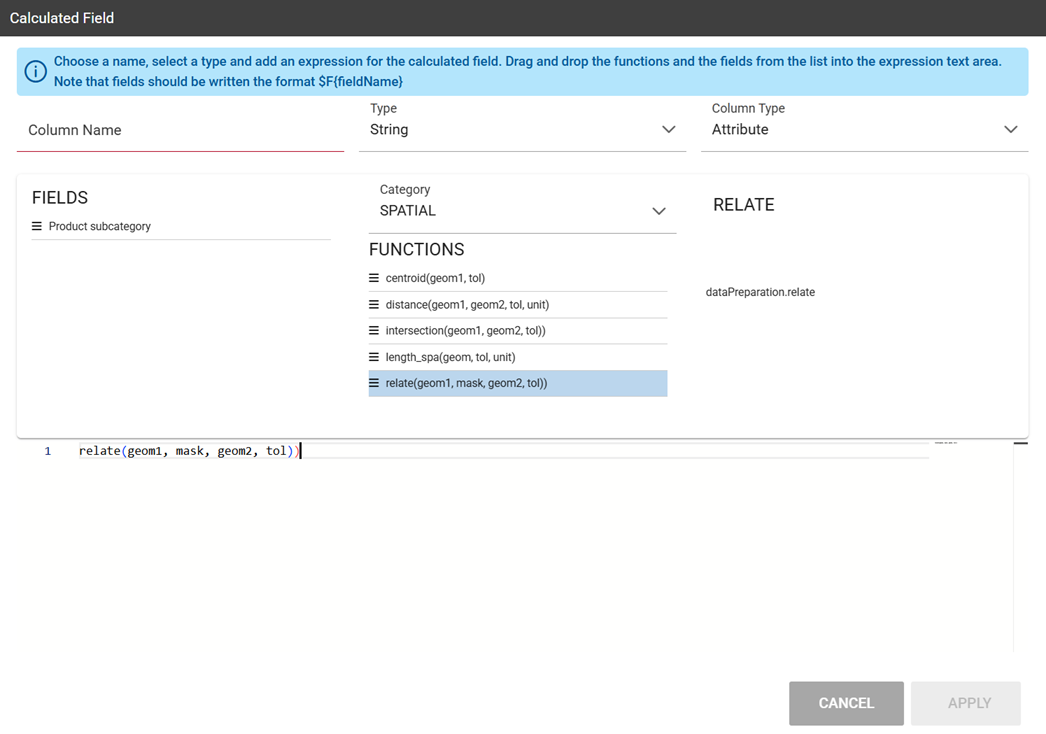 Calculated Field
Choose a name, select a type and add an expression for the calculated field. Drag and drop the functions and the fields from the list into the expression text area.
Note that fields should be written the format $F{fieldName}
Column Name
Type
String
Column Type
Attribute
FIELDS
Product subcategory
Category
SPATIAL
FUNCTIONS
centroid(geom1, tol)
distance(geom1, geom2, tol, unit)
intersection(geom1, geom2, tol))
length_spa(geom, tol, unit)
relate(geom1, mask, geom2, tol))
RELATE
dataPreparation.relate
1 relate(geom1, mask, geom2, tol))
CANCEL
APPLY